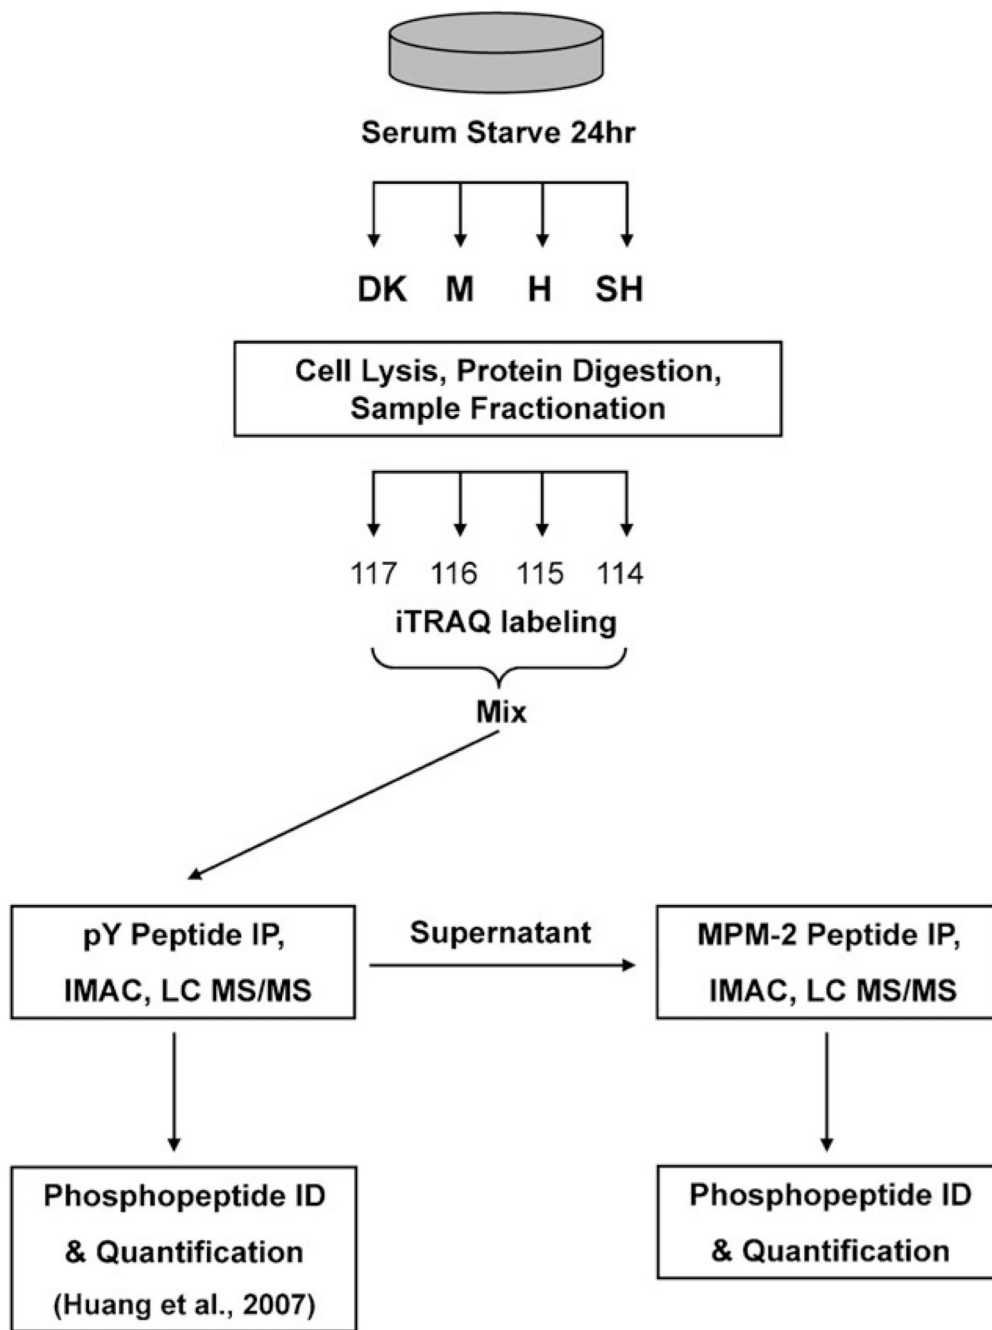 Serum Starve 24hr
DK M H SH
Cell Lysis, Protein Digestion,
Sample Fractionation
117 116 115 114
iTRAQ labeling
Mix
pY Peptide IP,
IMAC, LC MS/MS
Supernatant
MPM-2 Peptide IP,
IMAC, LC MS/MS
Phosphopeptide ID
& Quantification
(Huang et al., 2007)
Phosphopeptide ID
& Quantification